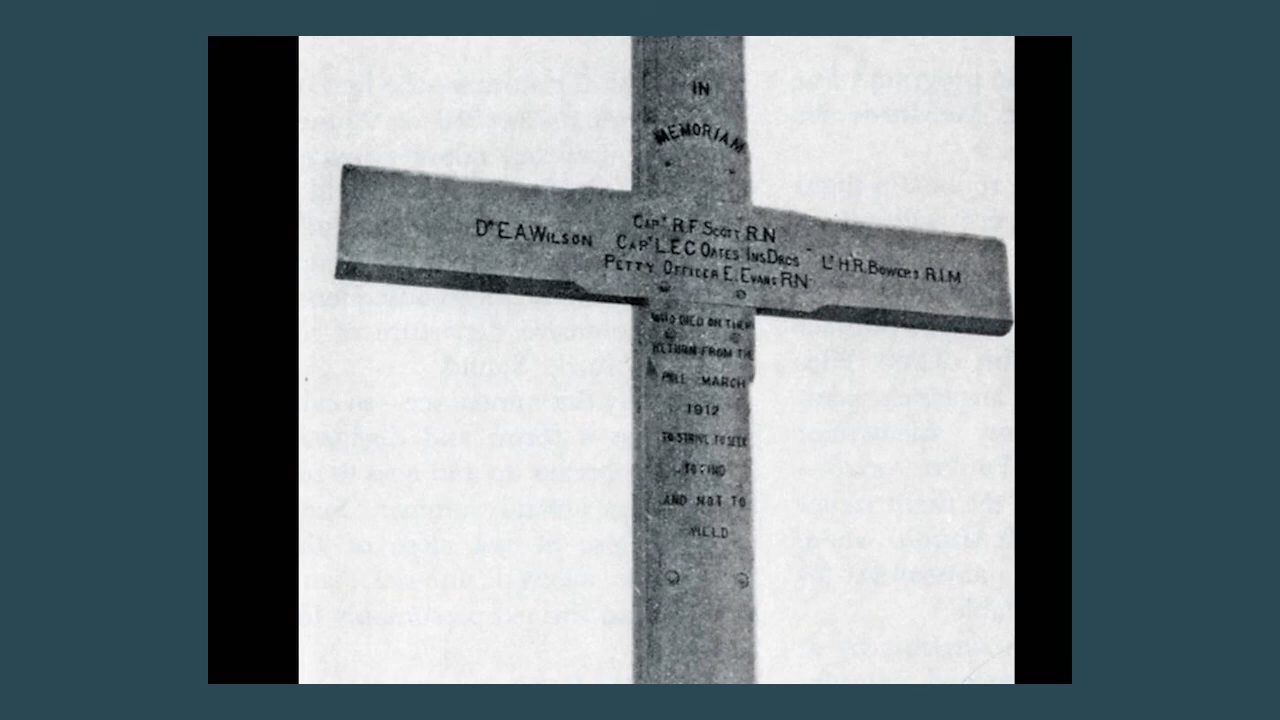 IN
MEMORIAM
Capt R.F Scott R.N
Dr E.A.Wilson Capt L.E.C Oates Ins Drgs Lt H.R.Bowers R.I.M
Petty Officer E. Evans R.N
WHO DIED ON THEIR
RETURN FROM THE
POLE MARCH
1912
TO STRIVE TO SEEK
TO FIND
AND NOT TO
YIELD